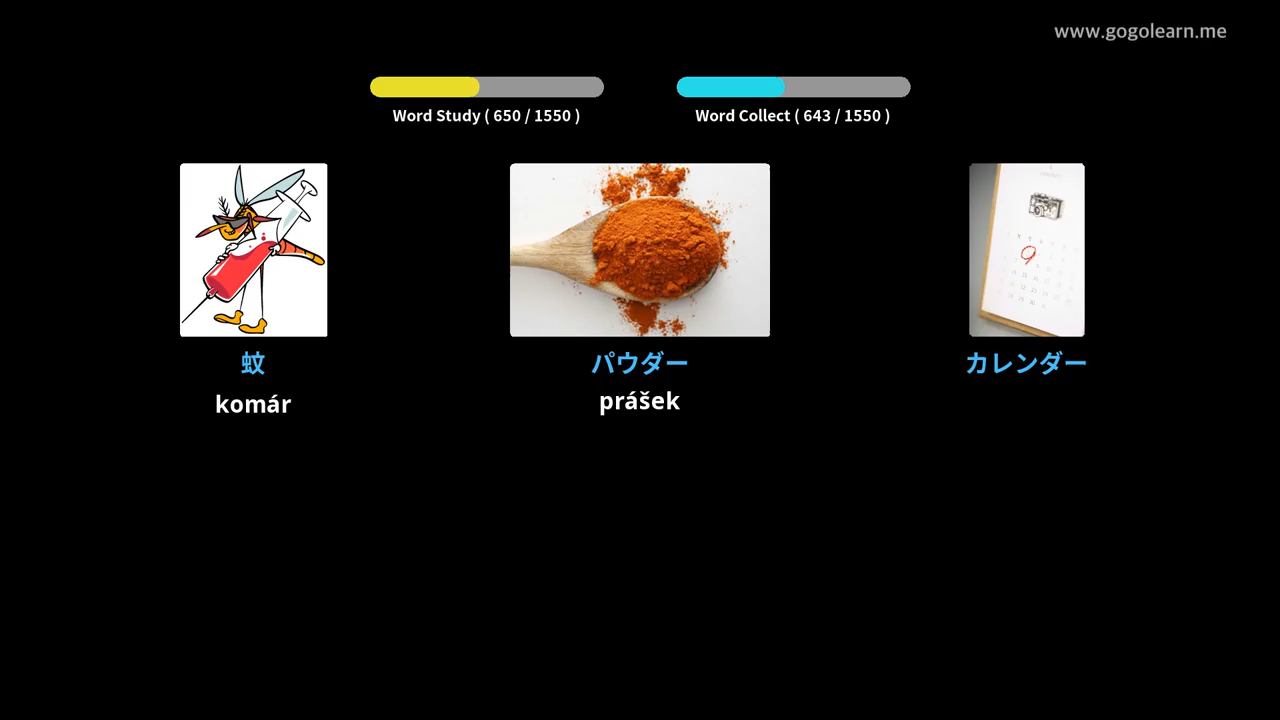 www.gogolearn.me
Word Study ( 650 / 1550 )
Word Collect ( 643 / 1550 )
蚊
パウダー
カレンダー
komár
prášek